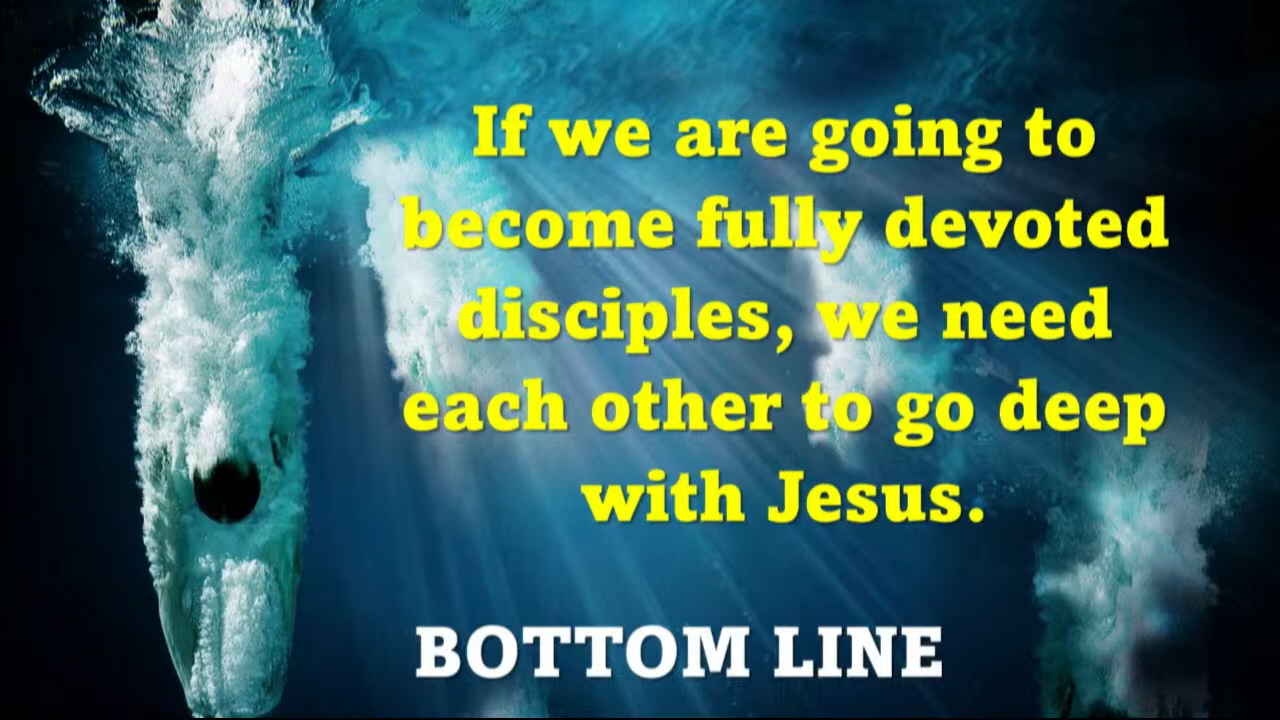 If we are going to
become fully devoted
disciples, we need
each other to go deep
with Jesus.
BOTTOM LINE